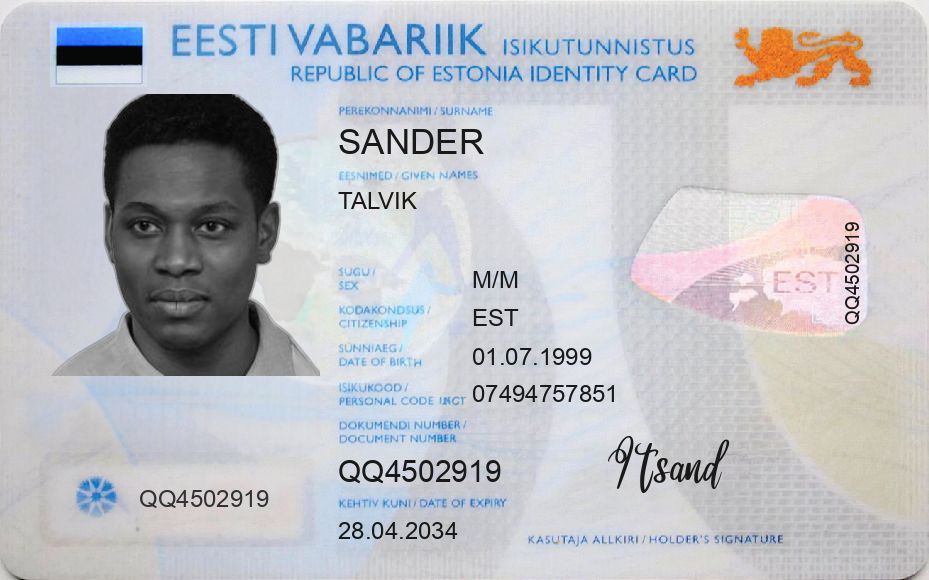 EESTI VABARIIK ISIKUTUNNISTUS
REPUBLIC OF ESTONIA IDENTITY CARD
PEREKONNANIMI / SURNAME
SANDER
EESNIMED / GIVEN NAMES
TALVIK
SUGU /
SEX
M/M
KODAKONDSUS /
CITIZENSHIP
EST
SÜNNIAEG /
DATE OF BIRTH
01.07.1999
ISIKUKOOD /
PERSONAL CODE
07494757851
DOKUMENDI NUMBER /
DOCUMENT NUMBER
QQ4502919
KEHTIV KUNI / DATE OF EXPIRY
28.04.2034
QQ4502919
EST
QQ4502919
Itsand
KASUTAJA ALLKIRI / HOLDER'S SIGNATURE